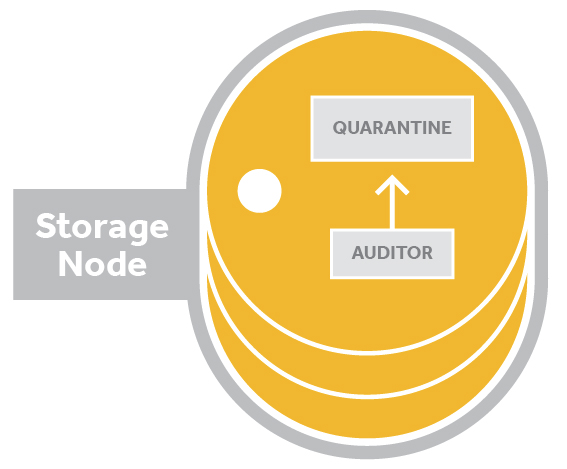 QUARANTINE
Storage
Node
AUDITOR